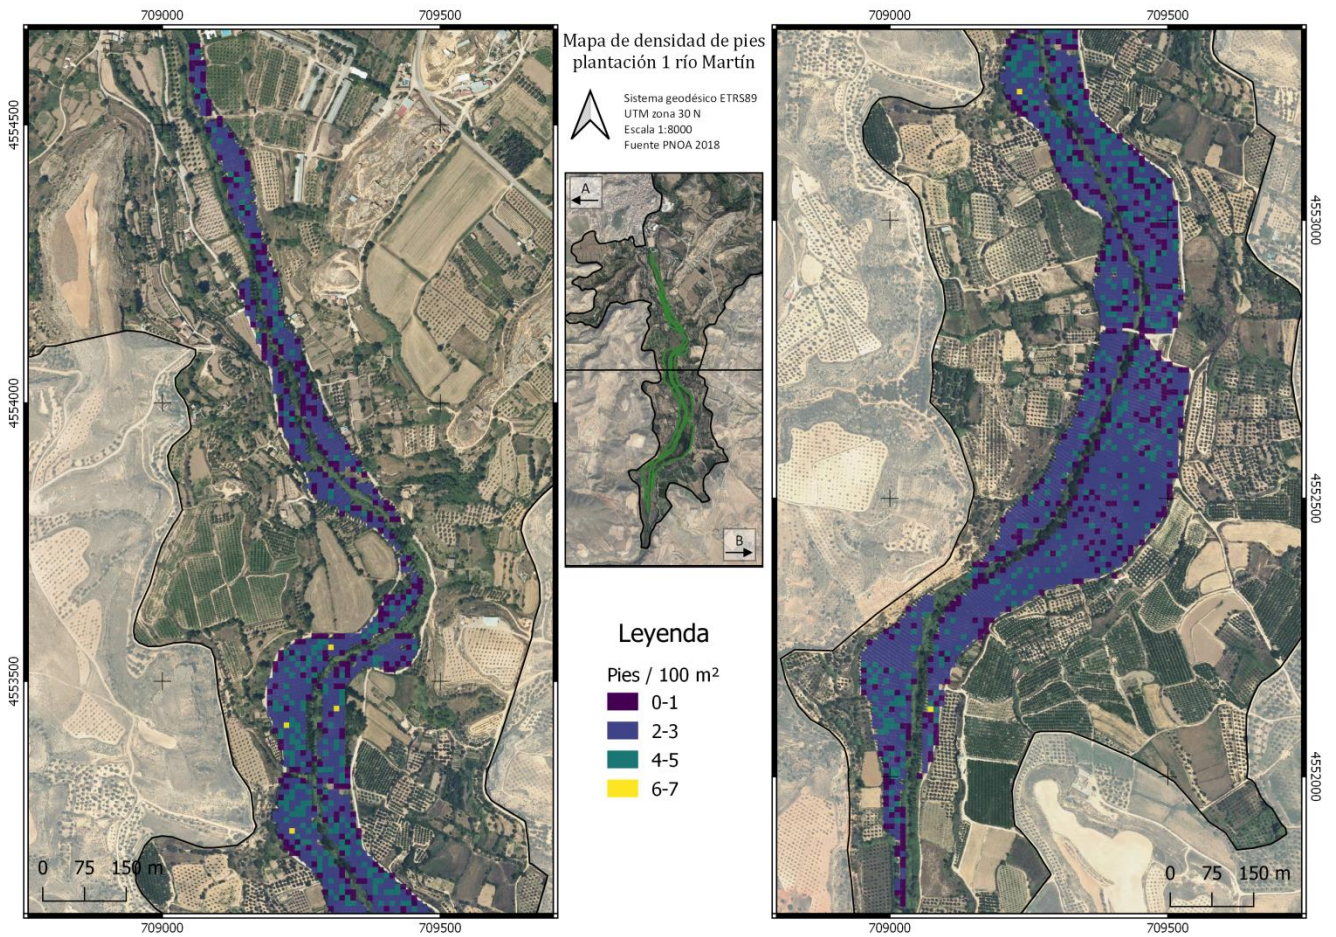 709000
709500
4554500
4554000
4553500
0 75 150 m
709000
709500
Mapa de densidad de pies
plantación 1 río Martín
Sistema geodésico ETRS89
UTM zona 30 N
Escala 1:8000
Fuente PNOA 2018
A
B
Leyenda
Pies / 100 m²
0-1
2-3
4-5
6-7
709000
709500
4553000
4552500
4552000
0 75 150 m
709000
709500